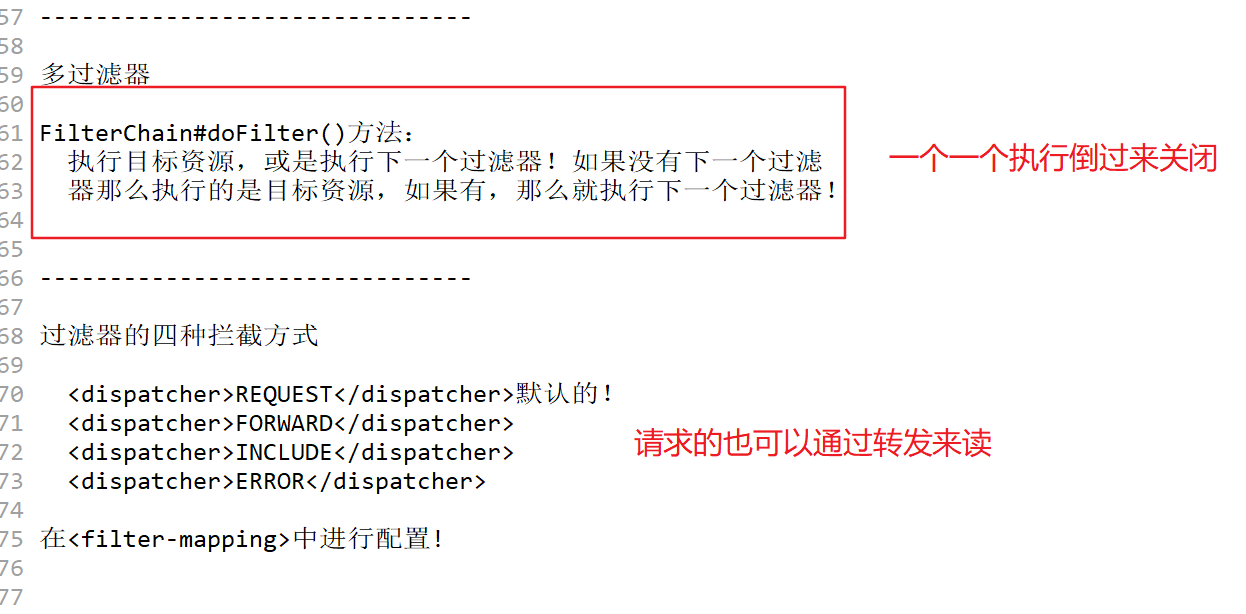 57 -------------------------------
58
59 多过滤器
60
61 FilterChain#doFilter()方法：
62 执行目标资源，或是执行下一个过滤器！如果没有下一个过滤
一个一个执行倒过来关闭
63 器那么执行的是目标资源，如果有，那么就执行下一个过滤器！
64
65
66 -------------------------------
67
68 过滤器的四种拦截方式
69
70 <dispatcher>REQUEST</dispatcher>默认的！
71 <dispatcher>FORWARD</dispatcher>
72 <dispatcher>INCLUDE</dispatcher>
请求的也可以通过转发来读
73 <dispatcher>ERROR</dispatcher>
74
75 在<filter-mapping>中进行配置！
76
77